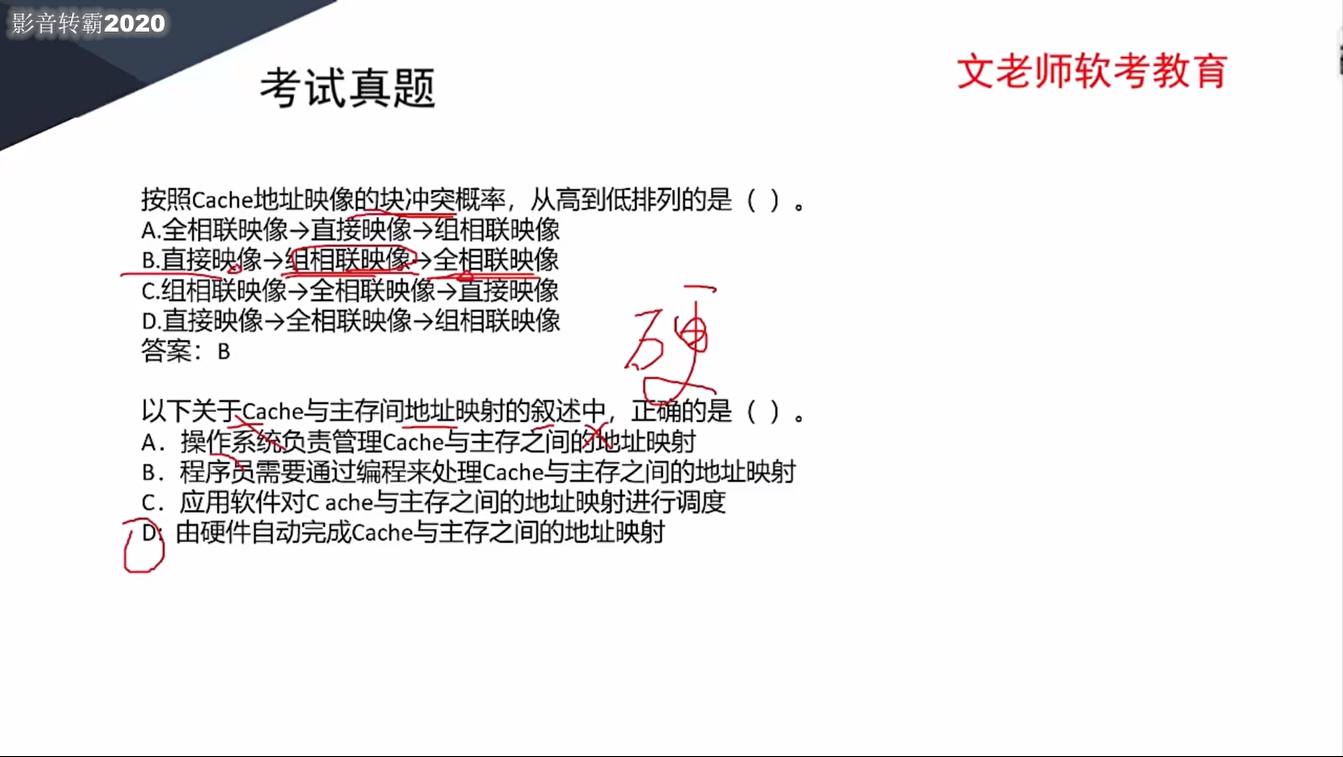 影音转霸2020
考试真题
文老师软考教育
按照Cache地址映像的块冲突概率，从高到低排列的是（ ）。
A.全相联映像→直接映像→组相联映像
B.直接映像→组相联映像→全相联映像
C.组相联映像→全相联映像→直接映像
D.直接映像→全相联映像→组相联映像
答案：B
硬
以下关于Cache与主存间地址映射的叙述中，正确的是（ ）。
A．操作系统负责管理Cache与主存之间的地址映射
B．程序员需要通过编程来处理Cache与主存之间的地址映射
C．应用软件对C ache与主存之间的地址映射进行调度
D. 由硬件自动完成Cache与主存之间的地址映射